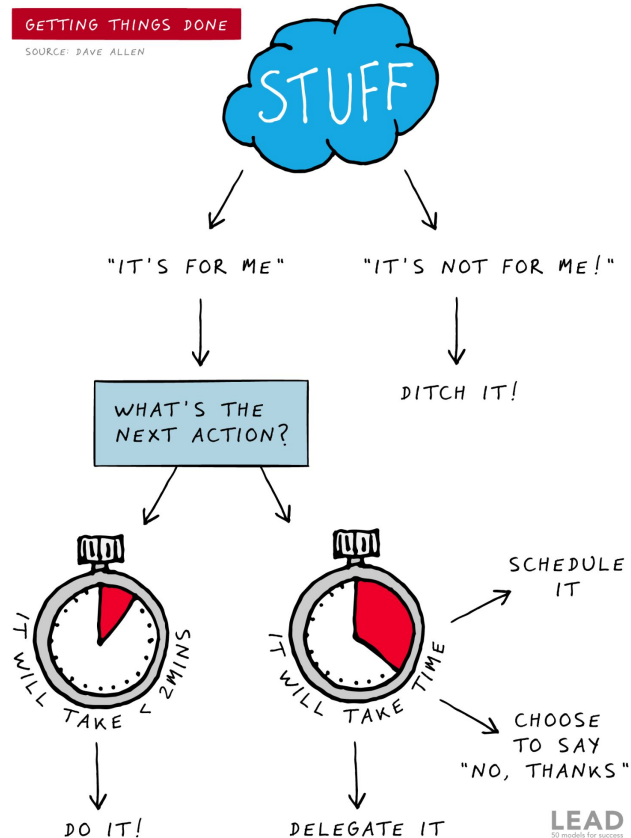 GETTING THINGS DONE
SOURCE: DAVE ALLEN
STUFF
"IT'S FOR ME"
"IT'S NOT FOR ME!"
DITCH IT!
WHAT'S THE
NEXT ACTION?
IT WILL TAKE < 2MINS
IT WILL TAKE TIME
SCHEDULE
IT
CHOOSE
TO SAY
"NO, THANKS"
DO IT!
DELEGATE IT
LEAD
50 models for success